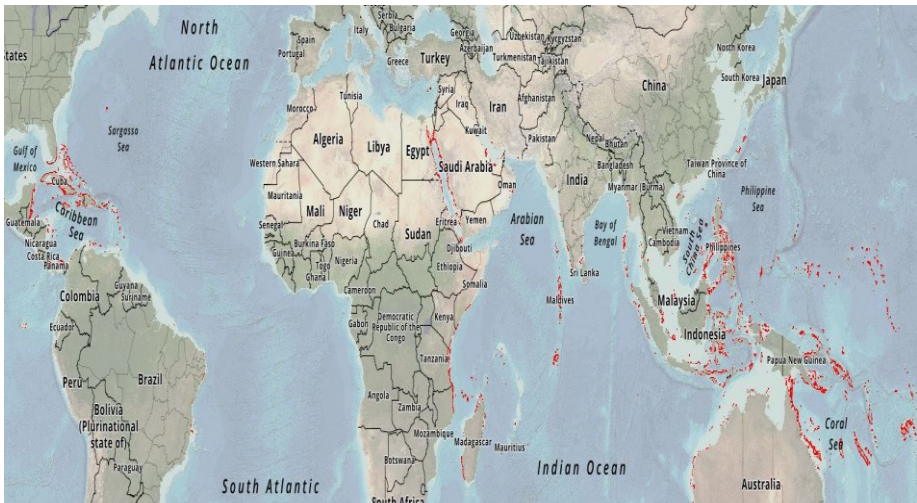 North
Atlantic Ocean
States
Sargasso
Sea
Gulf of
Mexico
Cuba
Caribbean
Sea
Guatemala
Nicaragua
Costa Rica
Panama
Colombia
Guyana
Suriname
Ecuador
Peru
Brazil
Bolivia
(Plurinational
state of)
Paraguay
South Atlantic
Spain
Portugal
Italy
Serbia
Bulgaria
Greece
Turkey
Georgia
Azerbaijan
Uzbekistan
Kyrgyzstan
Turkmenistan
Tajikistan
Morocco
Tunisia
Algeria
Libya
Egypt
Western Sahara
Mauritania
Mali
Niger
Chad
Sudan
Senegal
Burkina Faso
Guinea
Togo
Ghana
Nigeria
Cameroon
Gabon
Democratic
Republic of the
Congo
Angola
Zambia
Botswana
South Africa
Mozambique
Madagascar
Mauritius
Tanzania
Kenya
Somalia
Ethiopia
Djibouti
Eritrea
Yemen
Oman
Saudi Arabia
Kuwait
Iraq
Syria
Iran
Afghanistan
Pakistan
India
Nepal
Bhutan
Bangladesh
Myanmar (Burma)
Sri Lanka
Maldives
Arabian
Sea
Bay of
Bengal
Indian Ocean
China
North Korea
South Korea
Japan
Taiwan Province of
China
Philippine
Sea
Vietnam
Cambodia
South
China Sea
Philippines
Malaysia
Indonesia
Papua New Guinea
Coral
Sea
Australia